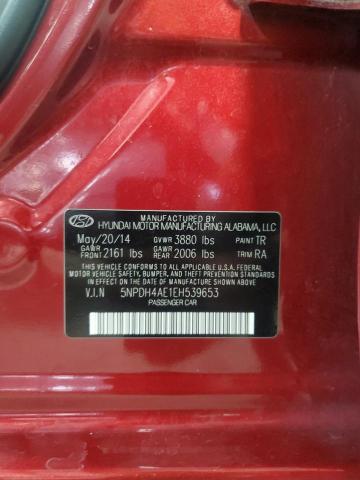 MANUFACTURED BY
HYUNDAI MOTOR MANUFACTURING ALABAMA, LLC
May/20/14 GVWR 3880 lbs PAINT TR
GAWR FRONT 2161 lbs GAWR REAR 2006 lbs TRIM RA
THIS VEHICLE CONFORMS TO ALL APPLICABLE U.S.A. FEDERAL
MOTOR VEHICLE SAFETY, BUMPER, AND THEFT PREVENTION STANDARDS
IN EFFECT ON THE DATE OF MANUFACTURE SHOWN ABOVE.
V.I.N 5NPDH4AE1EH539653
PASSENGER CAR